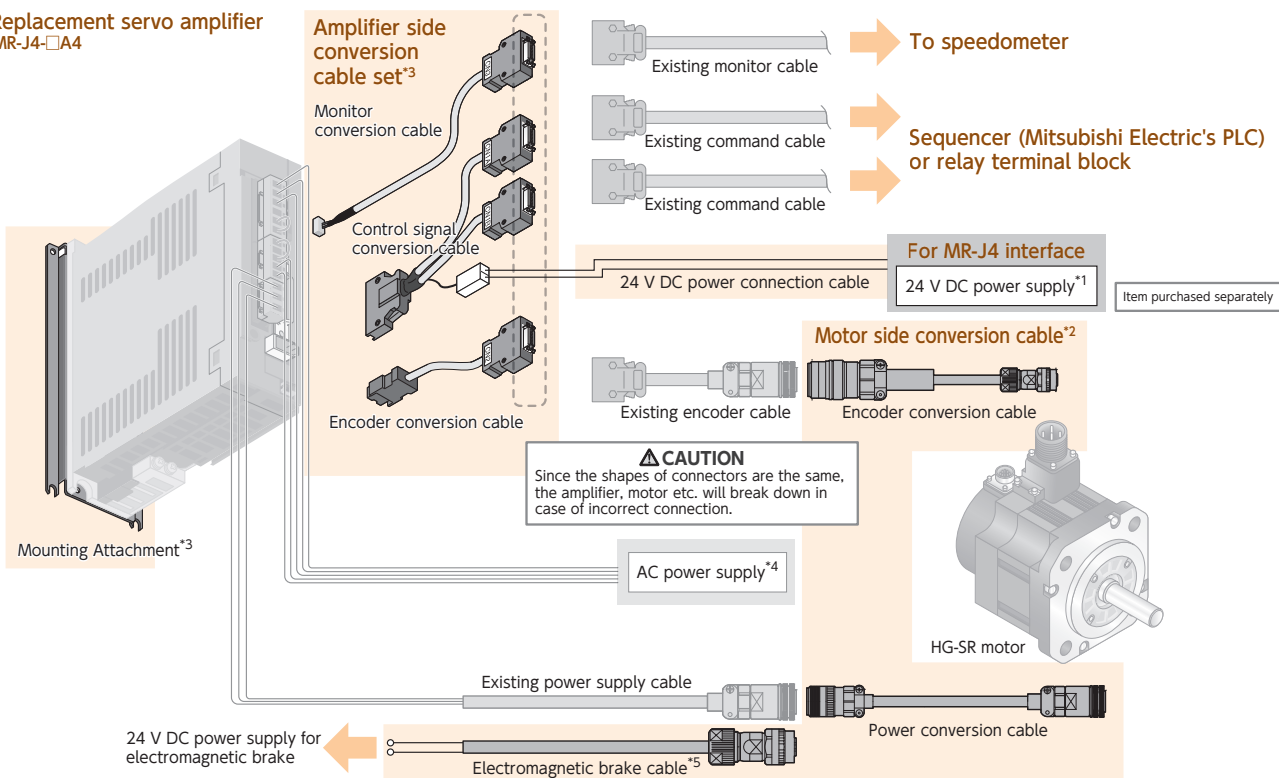 Replacement servo amplifier
MR-J4-□A4
Amplifier side
conversion
cable set*3
Monitor
conversion cable
Control signal
conversion cable
Encoder conversion cable
Mounting Attachment*3
Existing monitor cable
To speedometer
Existing command cable
Existing command cable
Sequencer (Mitsubishi Electric's PLC)
or relay terminal block
24 V DC power connection cable
For MR-J4 interface
24 V DC power supply*1
Item purchased separately
Motor side conversion cable*2
Existing encoder cable
Encoder conversion cable
⚠CAUTION
Since the shapes of connectors are the same,
the amplifier, motor etc. will break down in
case of incorrect connection.
AC power supply*4
HG-SR motor
Existing power supply cable
Power conversion cable
24 V DC power supply for
electromagnetic brake
Electromagnetic brake cable*5